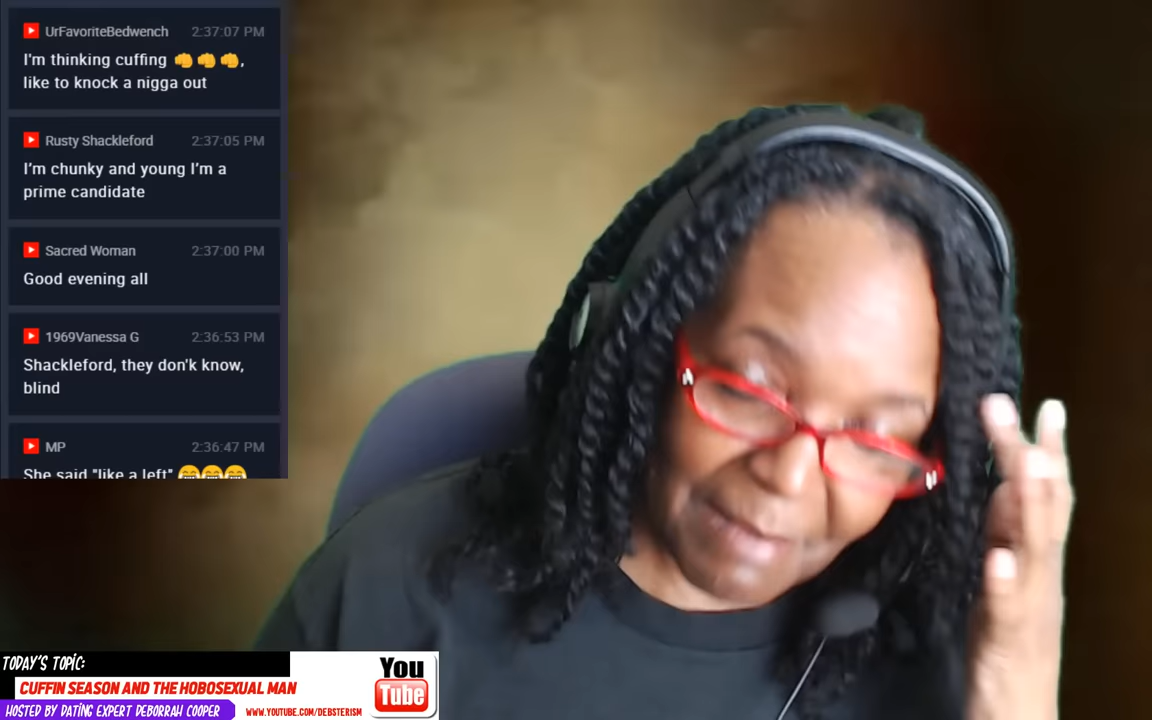 UrFavoriteBedwench 2:37:07 PM
I'm thinking cuffing 👊👊👊,
like to knock a nigga out
Rusty Shackleford 2:37:05 PM
I'm chunky and young I'm a
prime candidate
Sacred Woman 2:37:00 PM
Good evening all
1969Vanessa G 2:36:53 PM
Shackleford, they don'k know,
blind
MP 2:36:47 PM
She said "like a left" 😂😂😂
TODAY'S TOPIC:
CUFFIN SEASON AND THE HOBOSEXUAL MAN
HOSTED BY DATING EXPERT DEBORRAH COOPER
WWW.YOUTUBE.COM/DEBSTERISM
You
Tube